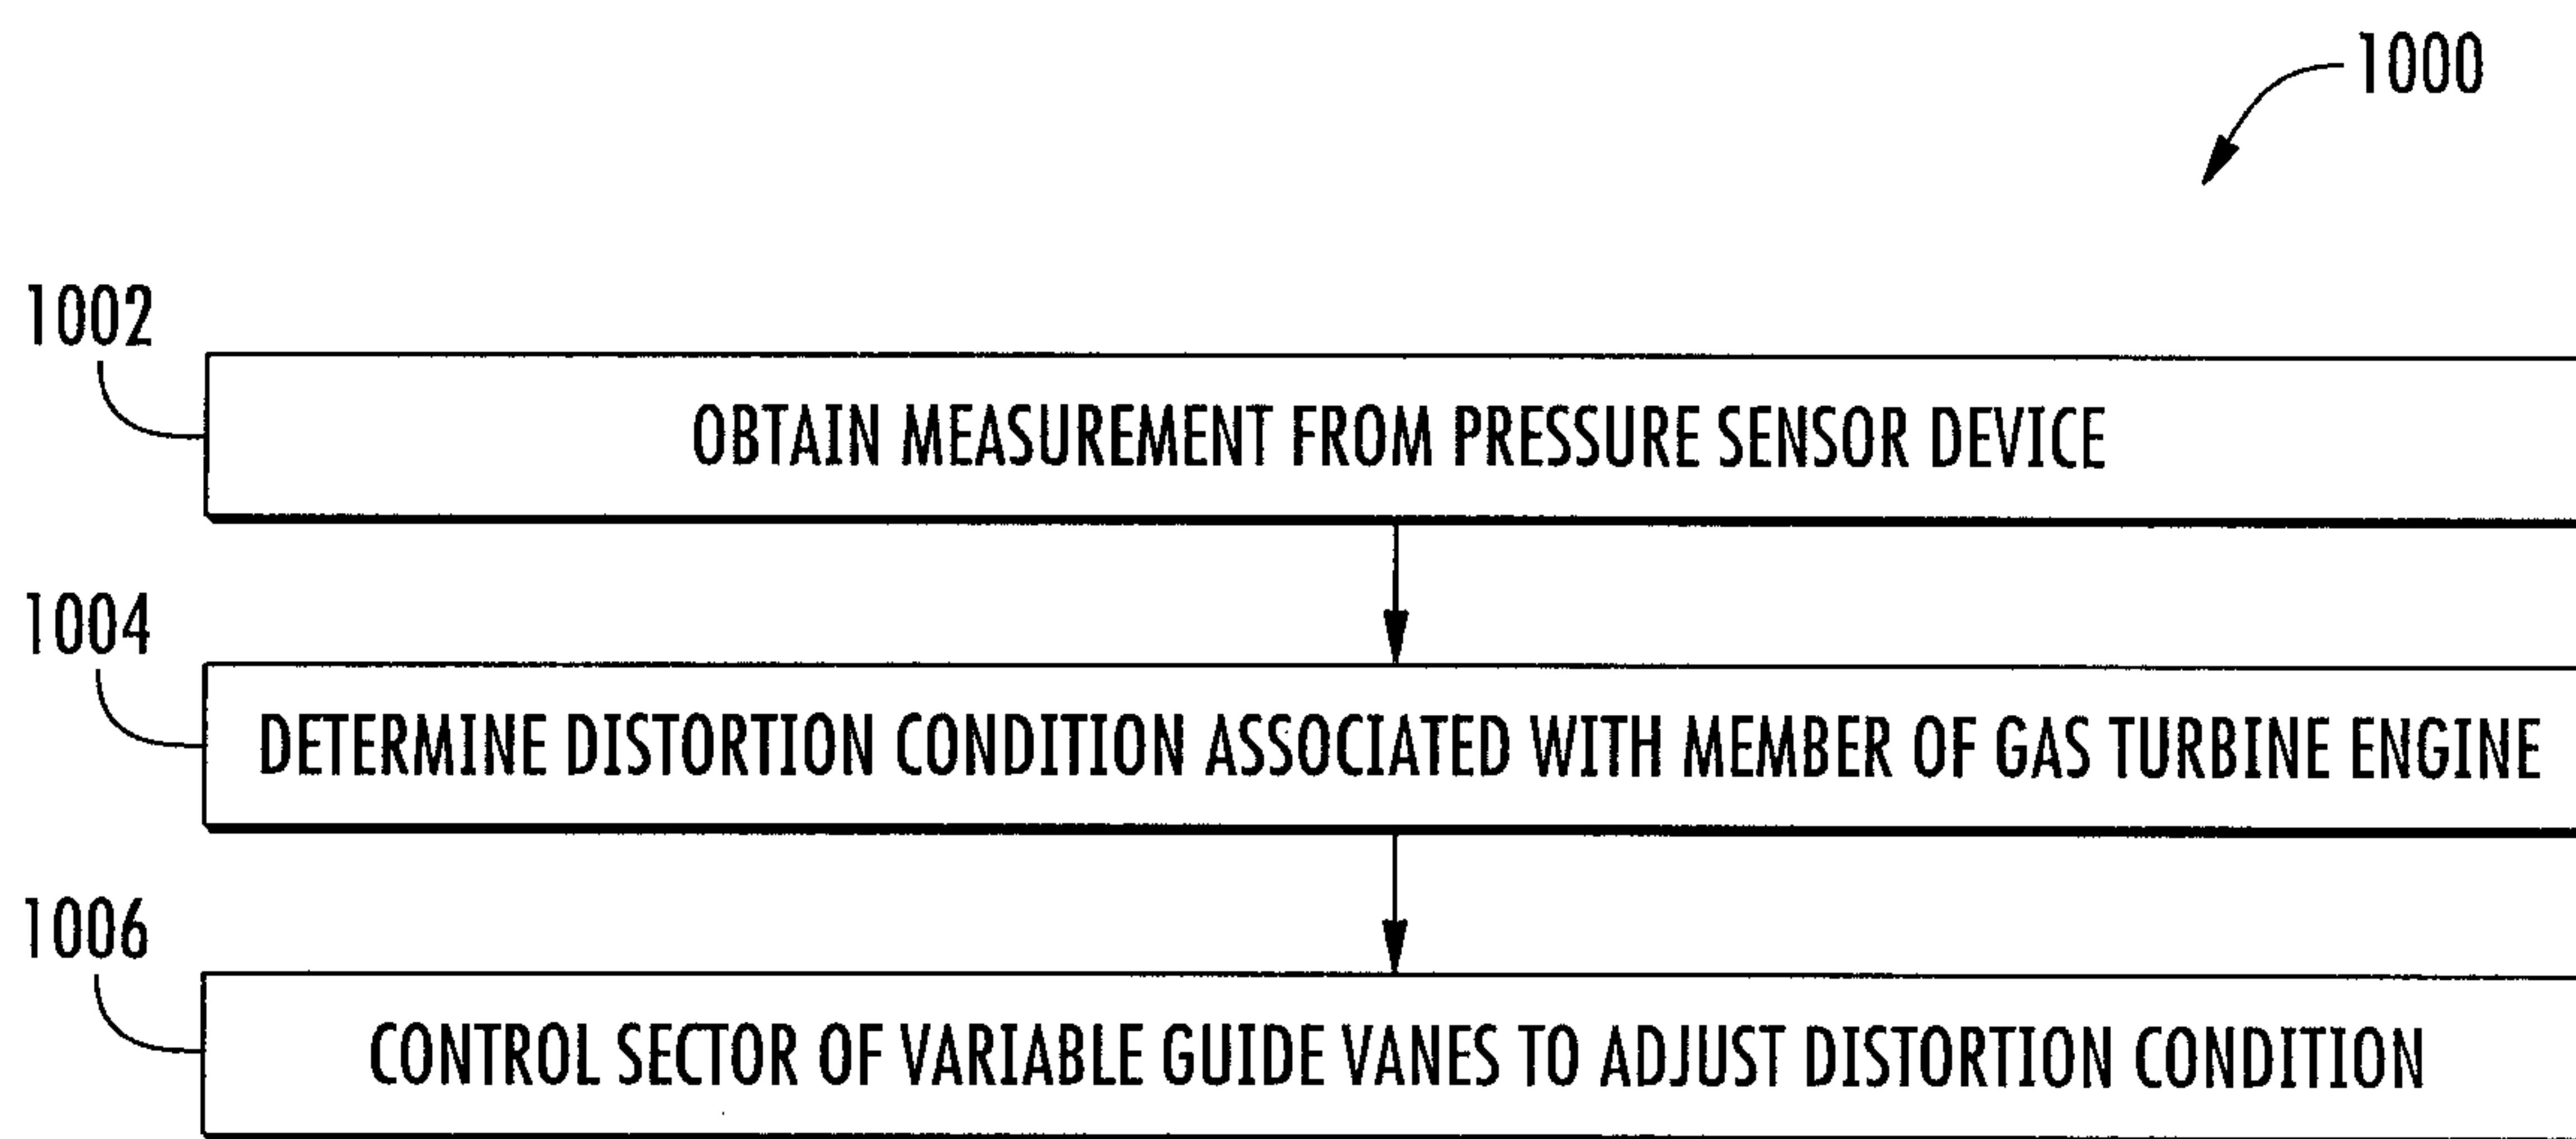 1000
1002
OBTAIN MEASUREMENT FROM PRESSURE SENSOR DEVICE
1004
DETERMINE DISTORTION CONDITION ASSOCIATED WITH MEMBER OF GAS TURBINE ENGINE
1006
CONTROL SECTOR OF VARIABLE GUIDE VANES TO ADJUST DISTORTION CONDITION